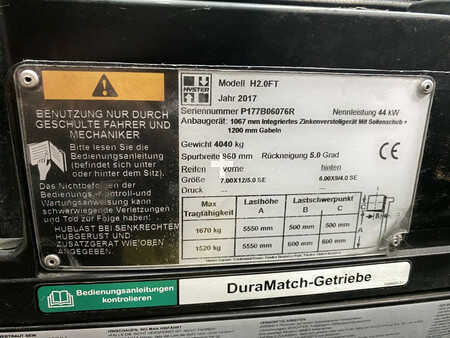 BENUTZUNG NUR DURCH
GESCHULTE FAHRER UND
MECHANIKER
Bitte lesen Sie die
Bedienungsanleitung
(befindet sich unter
oder hinter dem Sitz).
Das Nichtbefolgen der
Bedienungs-,Kontroll-und
Wartungsanweisung kann
schwerwiegende Verletzungen
und Tod zur Folge haben!
HUBLAST BEI SENKRECHTEM
HUBGERUST UND
ZUSATZGERAT WIE OBEN
ANGEGEBEN
HYSTER
Modell H2.0FT
Jahr 2017
Seriennummer P177B06076R Nennleistung 44 kW
Anbaugerät: 1067 mm Integriertes Zinkenverstellgerät Mit Seitenschub +
1200 mm Gabeln
Gewicht 4040 kg
Spurbreite 960 mm Rückneigung 5.0 Grad
CE
Reifen vorne hinten
Größe 7.00X12/5.0 SE 6.00X9/4.0 SE
Druck -- --
Max Tragfähigkeit Lasthöhe A Lastschwerpunkt B C
1670 kg 5550 mm 500 mm 500 mm
1520 kg 5550 mm 600 mm 600 mm
Bedienungsanleitungen
kontrollieren
DuraMatch-Getriebe